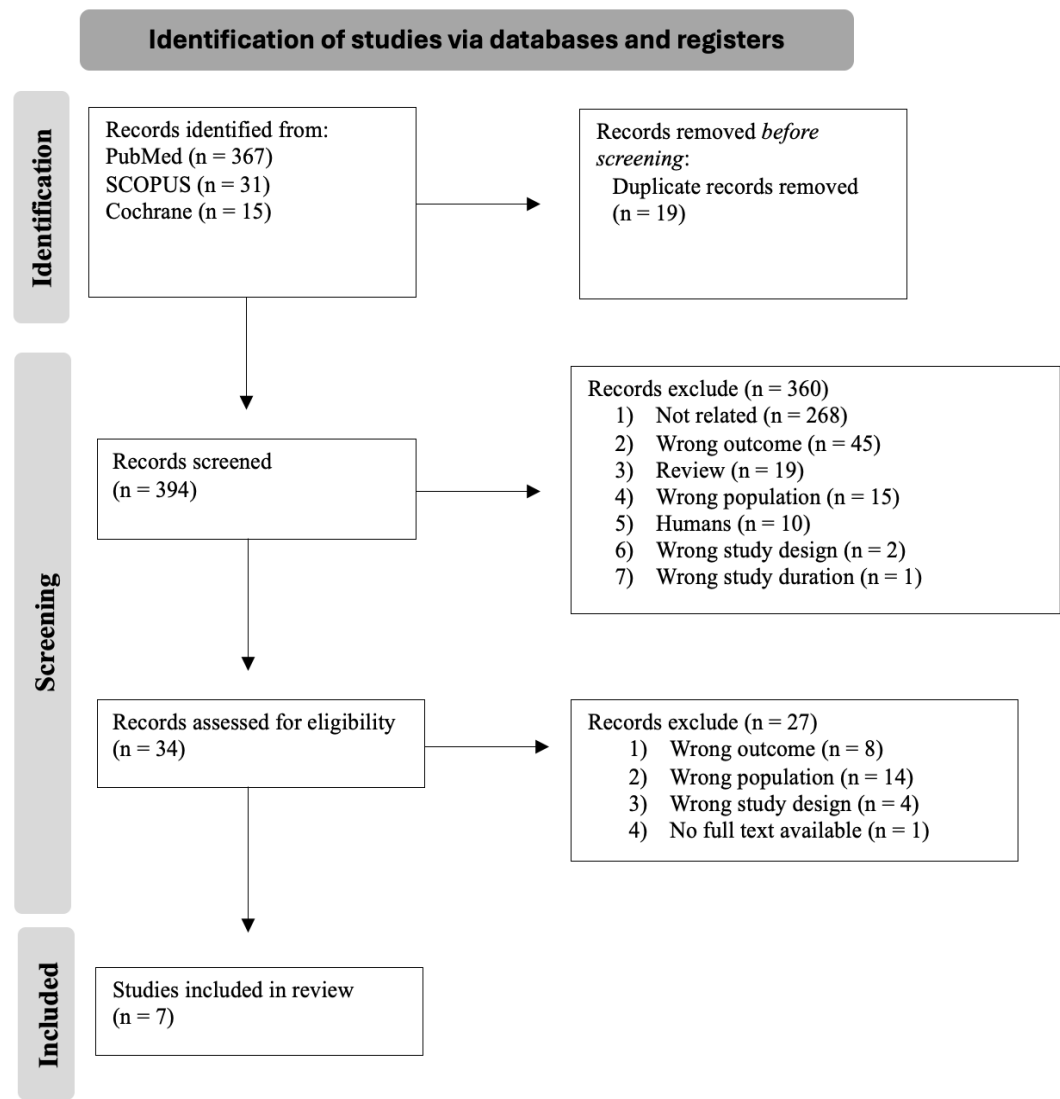 Identification of studies via databases and registers
Identification
Records identified from:
PubMed (n = 367)
SCOPUS (n = 31)
Cochrane (n = 15)
Records removed before
screening:
Duplicate records removed
(n = 19)
Screening
Records screened
(n = 394)
Records exclude (n = 360)
1) Not related (n = 268)
2) Wrong outcome (n = 45)
3) Review (n = 19)
4) Wrong population (n = 15)
5) Humans (n = 10)
6) Wrong study design (n = 2)
7) Wrong study duration (n = 1)
Records assessed for eligibility
(n = 34)
Records exclude (n = 27)
1) Wrong outcome (n = 8)
2) Wrong population (n = 14)
3) Wrong study design (n = 4)
4) No full text available (n = 1)
Included
Studies included in review
(n = 7)